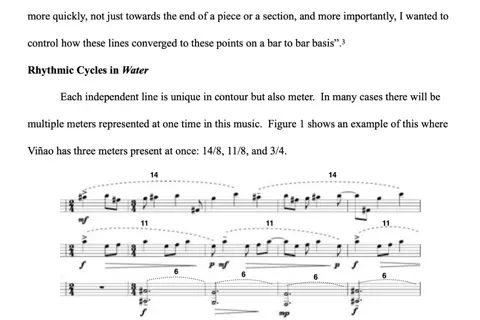 more quickly, not just towards the end of a piece or a section, and more importantly, I wanted to
control how these lines converged to these points on a bar to bar basis”.³
Rhythmic Cycles in Water
Each independent line is unique in contour but also meter.  In many cases there will be
multiple meters represented at one time in this music.  Figure 1 shows an example of this where
Viñao has three meters present at once: 14/8, 11/8, and 3/4.
14 14
mf
11 11 11
f p mf p f
6 6 6 6
f mp f